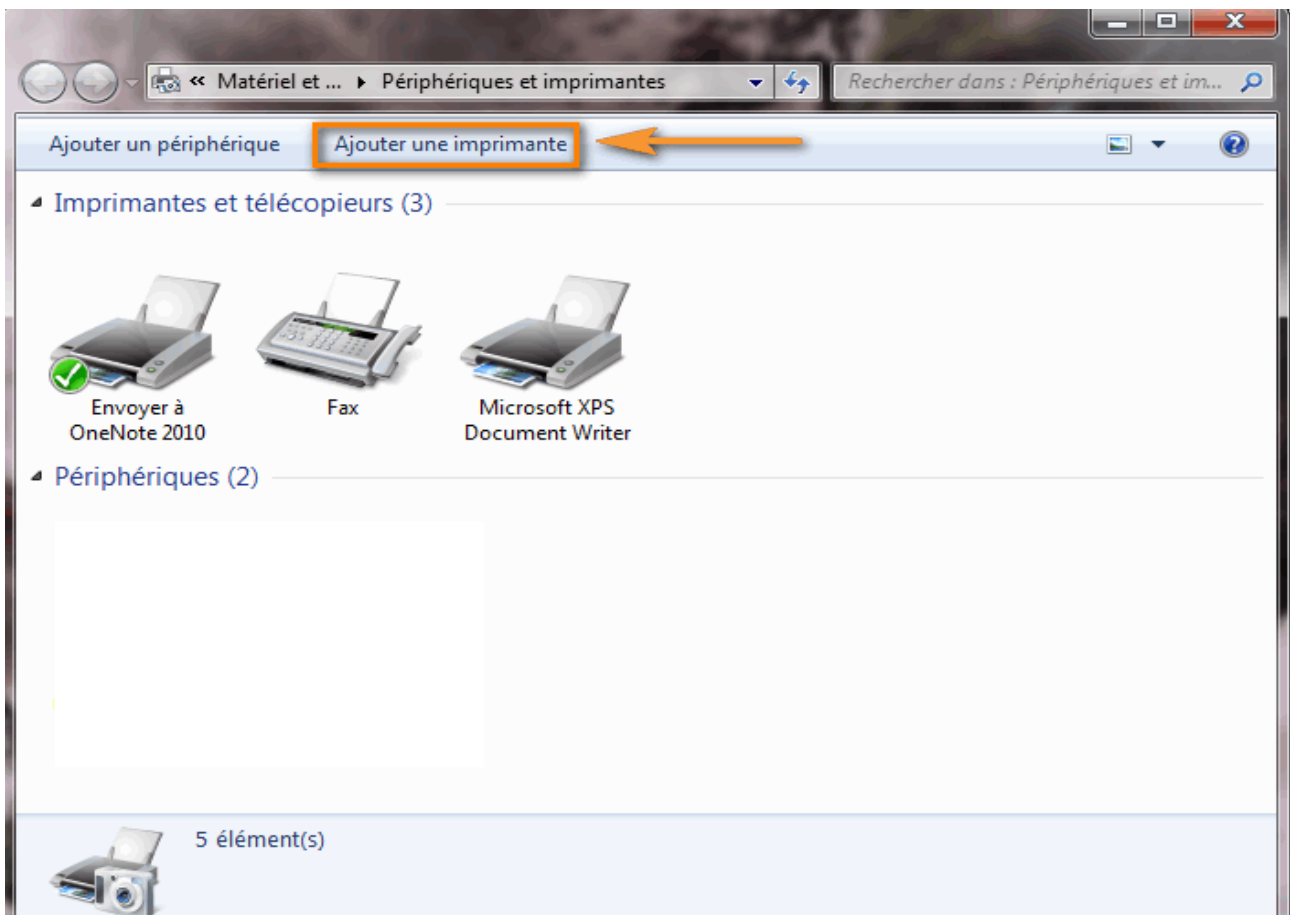 « Matériel et ... ▸ Périphériques et imprimantes
Rechercher dans : Périphériques et im...
Ajouter un périphérique
Ajouter une imprimante
Imprimantes et télécopieurs (3)
Envoyer à
OneNote 2010
Fax
Microsoft XPS
Document Writer
Périphériques (2)
5 élément(s)